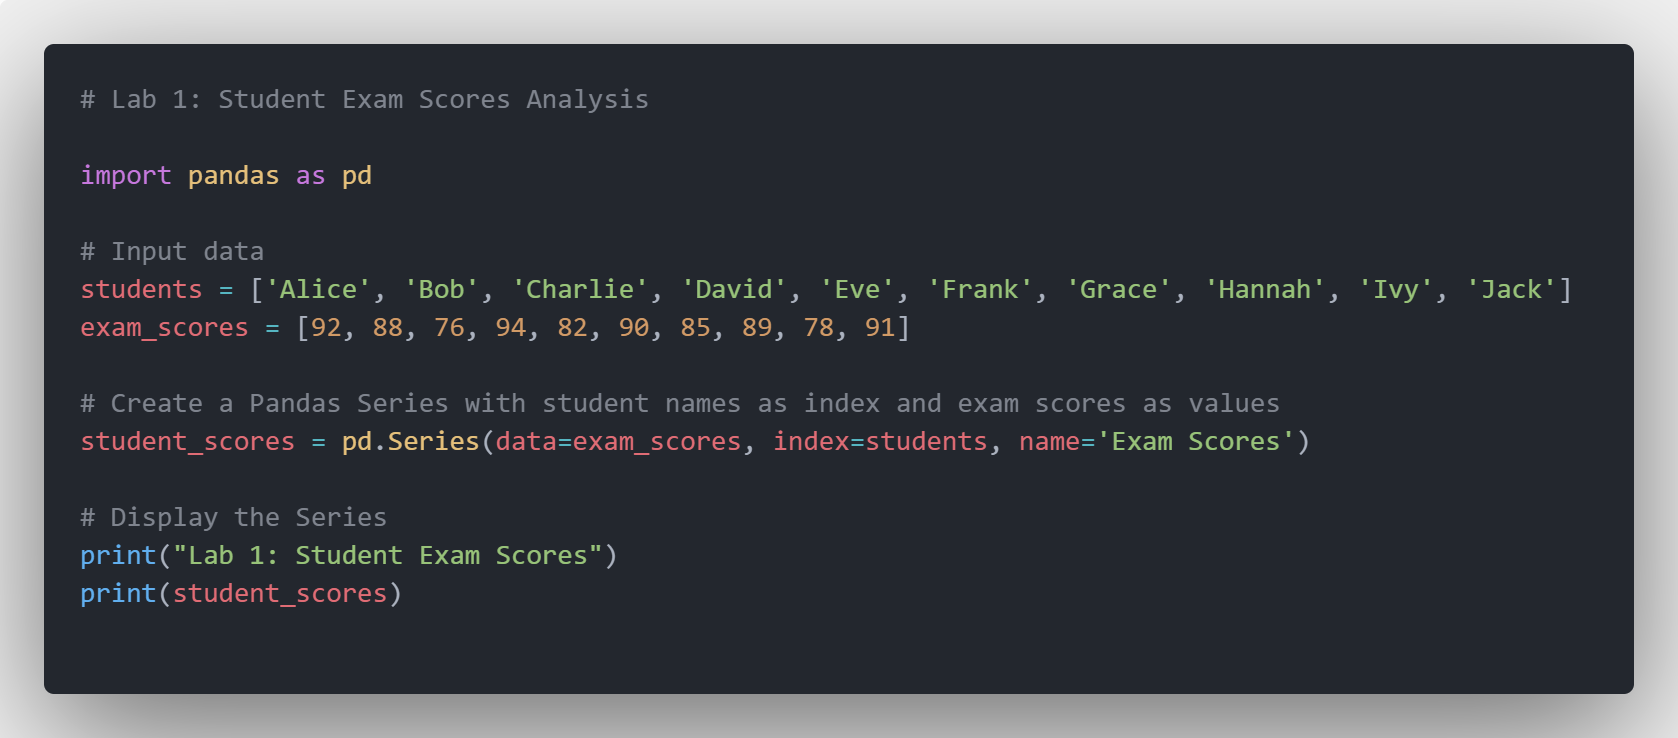 # Lab 1: Student Exam Scores Analysis
import pandas as pd
# Input data
students = ['Alice', 'Bob', 'Charlie', 'David', 'Eve', 'Frank', 'Grace', 'Hannah', 'Ivy', 'Jack']
exam_scores = [92, 88, 76, 94, 82, 90, 85, 89, 78, 91]
# Create a Pandas Series with student names as index and exam scores as values
student_scores = pd.Series(data=exam_scores, index=students, name='Exam Scores')
# Display the Series
print("Lab 1: Student Exam Scores")
print(student_scores)